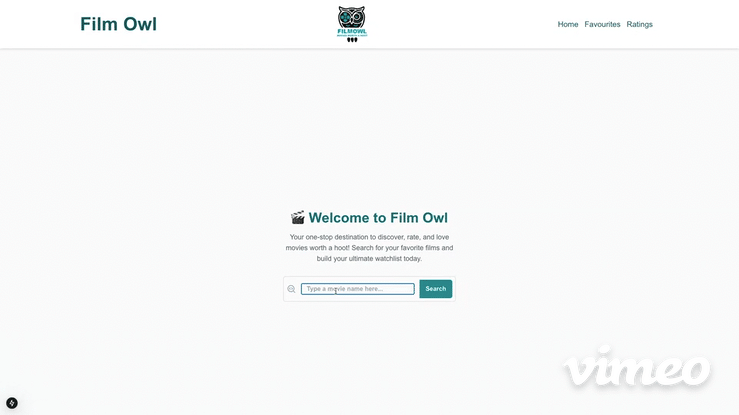 Film Owl
FILMOWL
Home Favourites Ratings
🎬 Welcome to Film Owl
Your one-stop destination to discover, rate, and love
movies worth a hoot! Search for your favorite films and
build your ultimate watchlist today.
Type a movie name here...
Search
vimeo